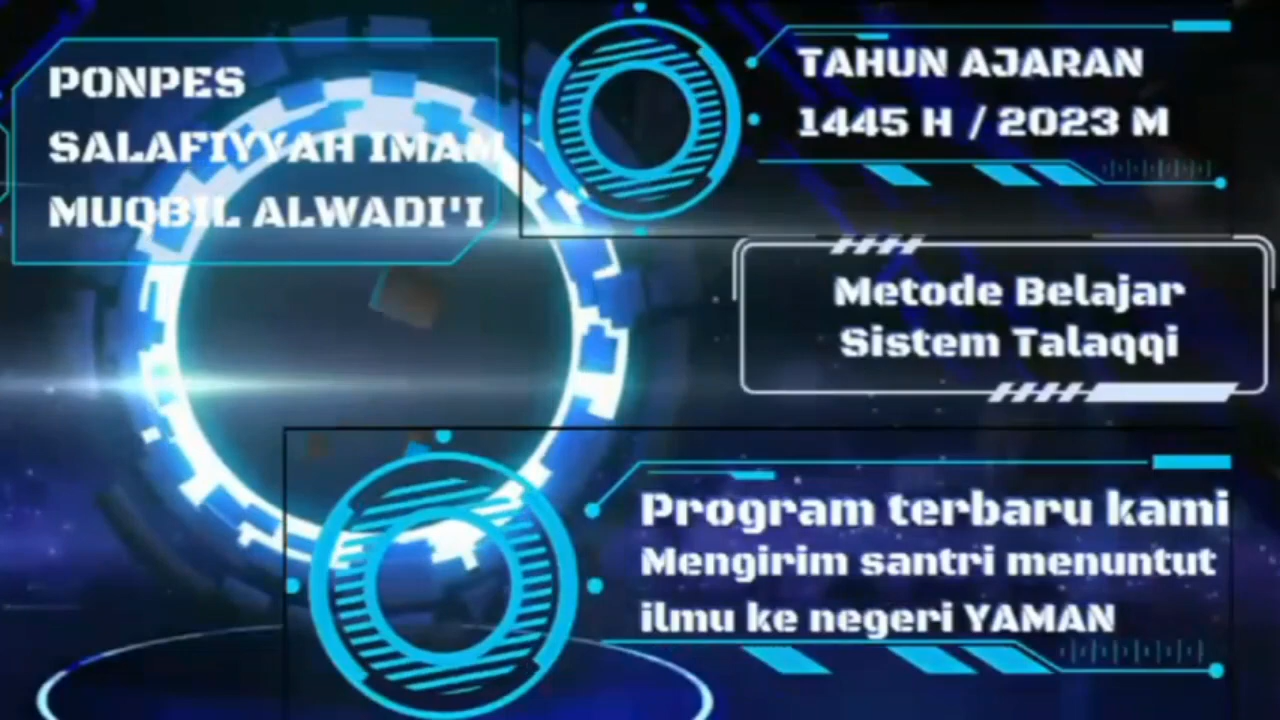 PONPES
SALAFIYYAH IMAM
MUQBIL ALWADI'I
TAHUN AJARAN
1445 H / 2023 M
Metode Belajar
Sistem Talaqqi
Program terbaru kami
Mengirim santri menuntut
ilmu ke negeri YAMAN